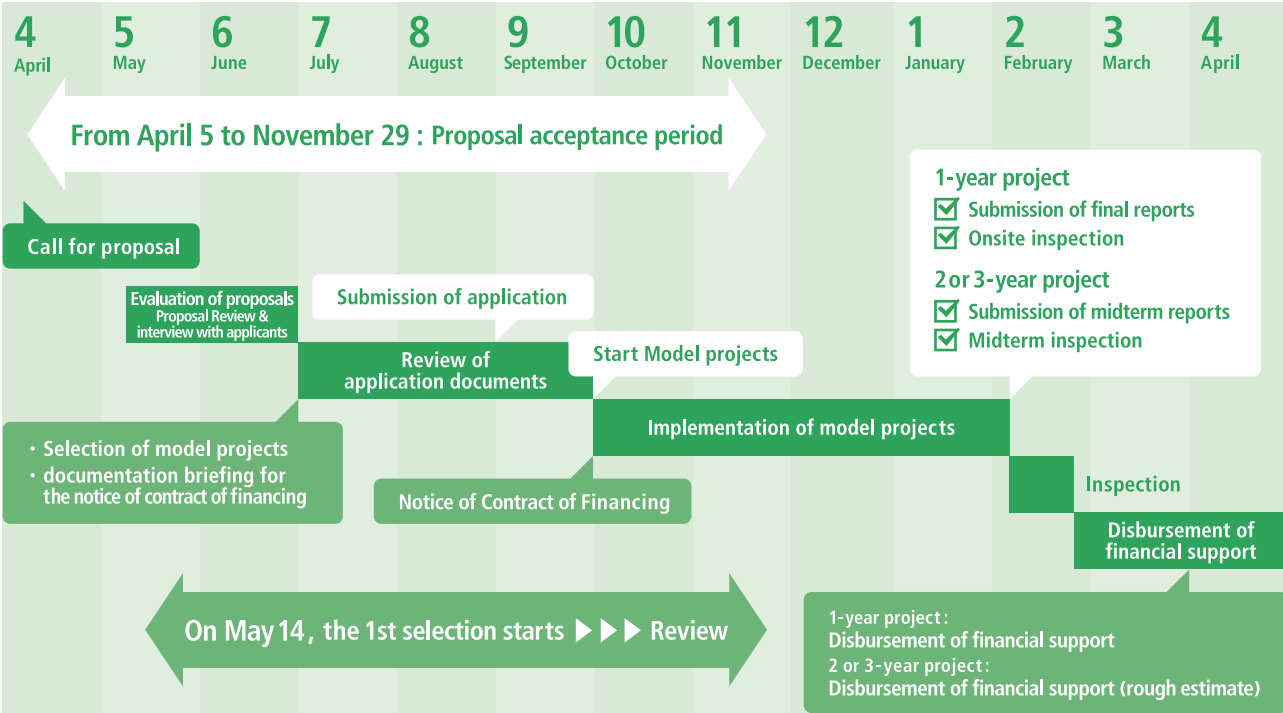 4 5 6 7 8 9 10 11 12 1 2 3 4
April May June July August September October November December January February March April
From April 5 to November 29 : Proposal acceptance period
Call for proposal
1-year project
Submission of final reports
Onsite inspection
2 or 3-year project
Submission of midterm reports
Midterm inspection
Evaluation of proposals
Proposal Review &
interview with applicants
Submission of application
Review of
application documents
Start Model projects
Implementation of model projects
・ Selection of model projects
・ documentation briefing for
the notice of contract of financing
Notice of Contract of Financing
Inspection
Disbursement of
financial support
On May 14 , the 1st selection starts ▶ ▶ ▶ Review
1-year project :
Disbursement of financial support
2 or 3-year project :
Disbursement of financial support (rough estimate)